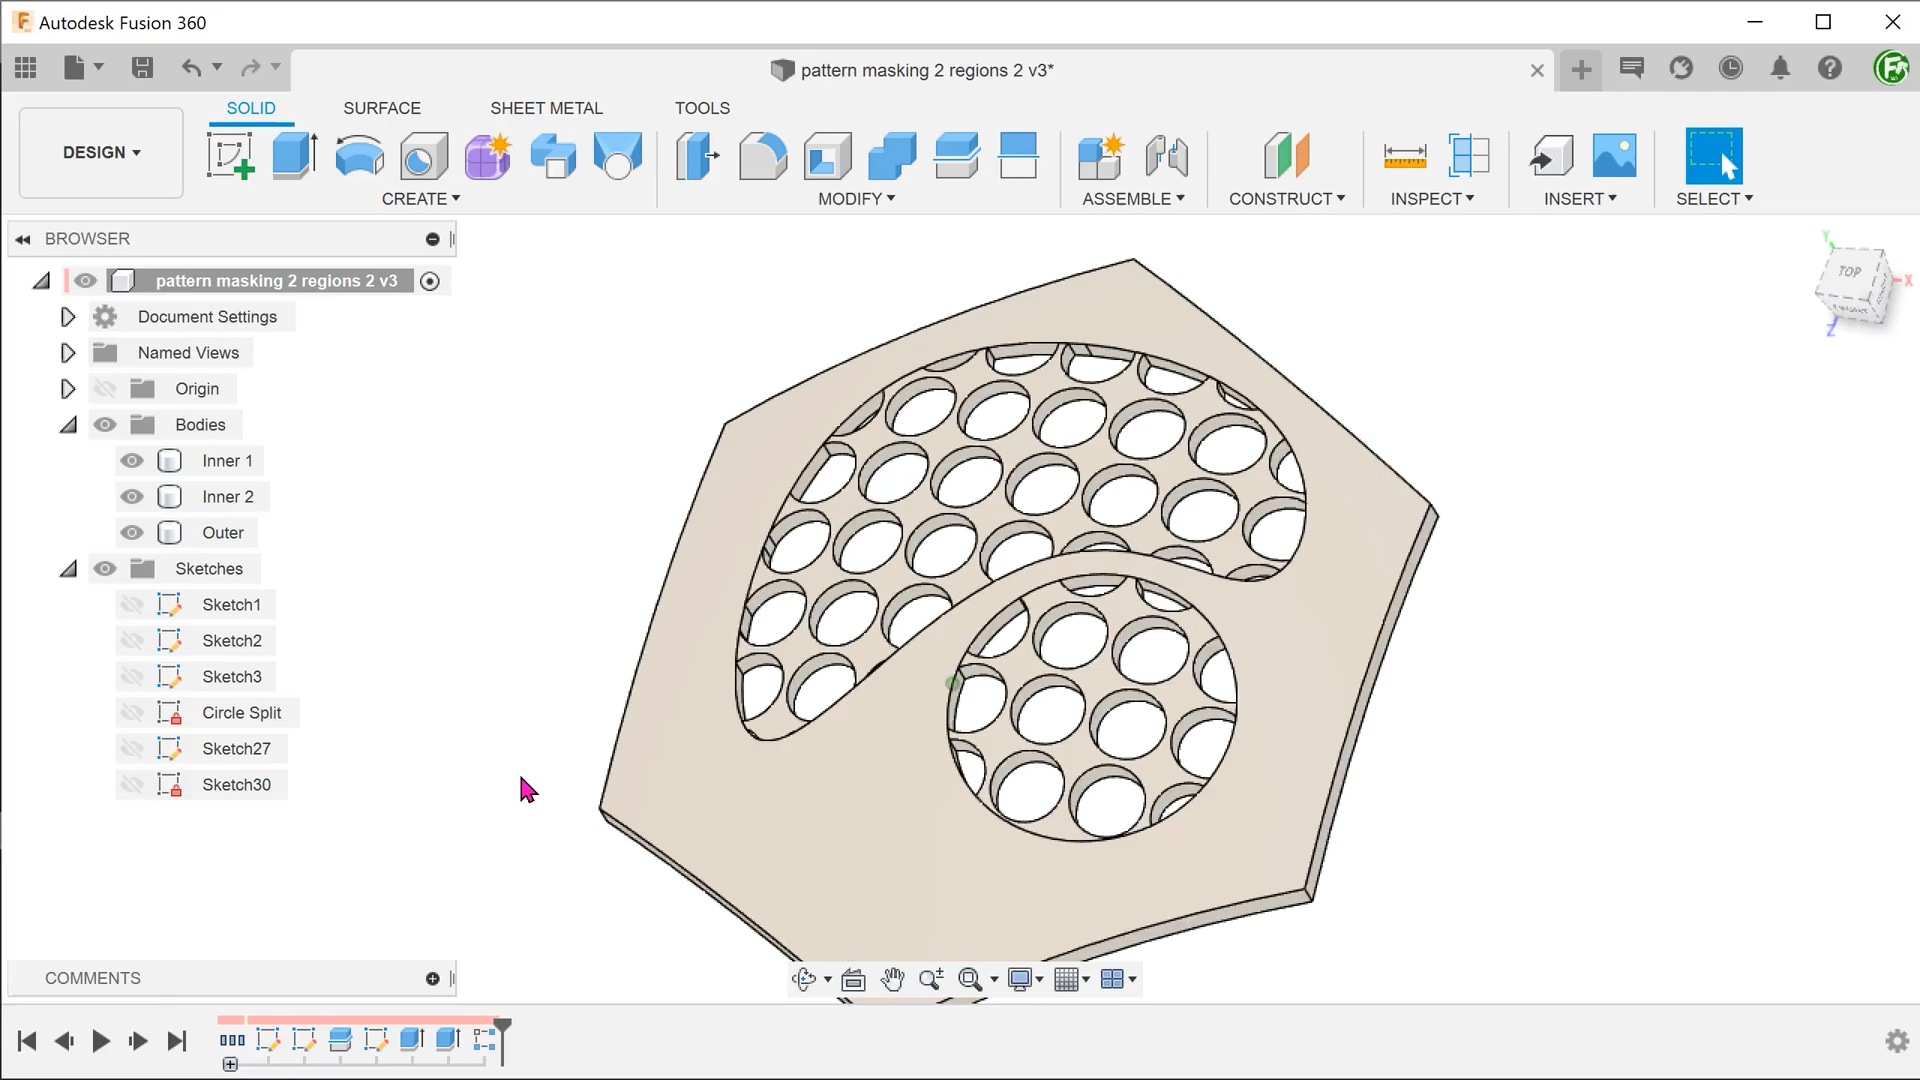 Autodesk Fusion 360
pattern masking 2 regions 2 v3*
SOLID SURFACE SHEET METAL TOOLS
DESIGN
CREATE MODIFY ASSEMBLE CONSTRUCT INSPECT INSERT SELECT
BROWSER
pattern masking 2 regions 2 v3
Document Settings
Named Views
Origin
Bodies
Inner 1
Inner 2
Outer
Sketches
Sketch1
Sketch2
Sketch3
Circle Split
Sketch27
Sketch30
TOP
Y
X
Z
COMMENTS